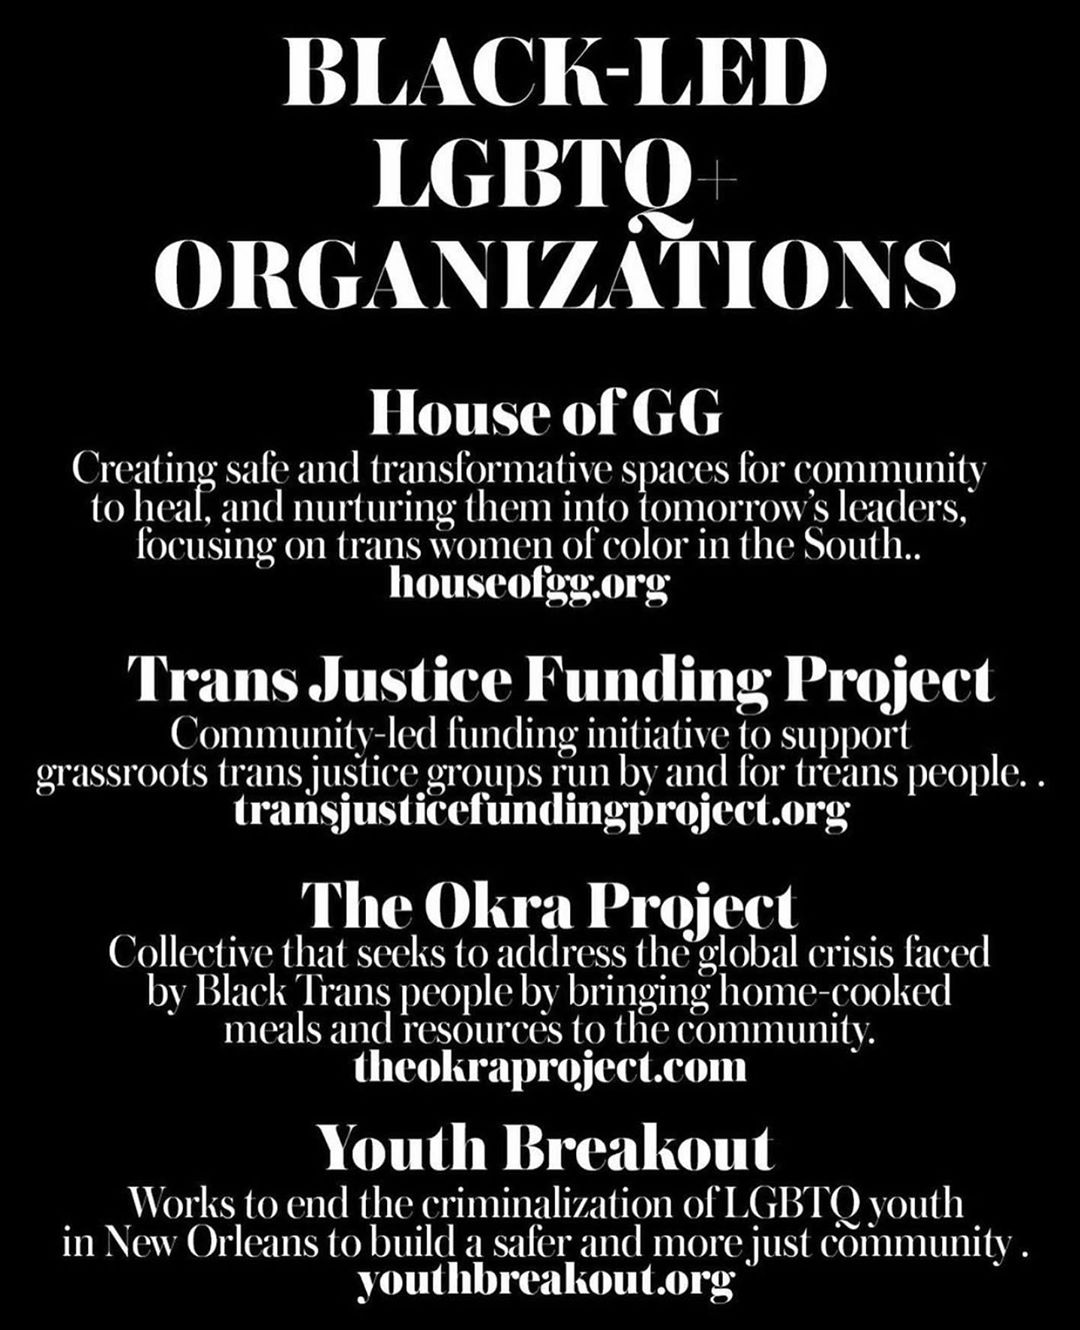 BLACK-LED
LGBTQ+
ORGANIZATIONS
House of GG
Creating safe and transformative spaces for community
to heal, and nurturing them into tomorrow's leaders,
focusing on trans women of color in the South..
houseofgg.org
Trans Justice Funding Project
Community-led funding initiative to support
grassroots trans justice groups run by and for treans people. .
transjusticefundingproject.org
The Okra Project
Collective that seeks to address the global crisis faced
by Black Trans people by bringing home-cooked
meals and resources to the community.
theokraproject.com
Youth Breakout
Works to end the criminalization of LGBTQ youth
in New Orleans to build a safer and more just community .
youthbreakout.org